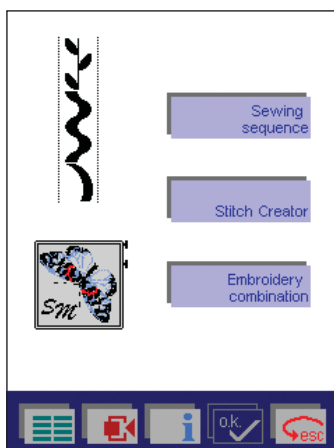 Sewing
sequence
Stitch Creator
Embroidery
combination
SM
i
o.k.
esc